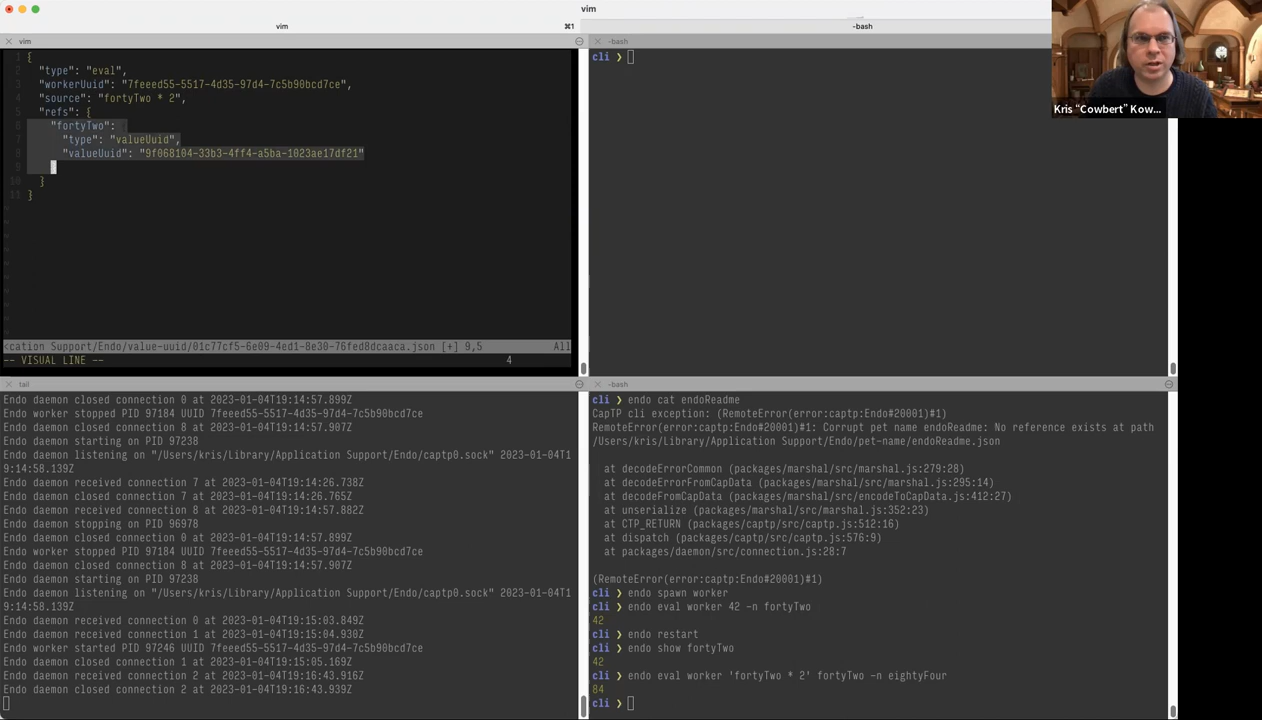 vim
vim
⌘1
-bash
vim
1 {
2 "type": "eval",
3 "workerUuid": "7feeed55-5517-4d35-97d4-7c5b90bcd7ce",
4 "source": "fortyTwo * 2",
5 "refs": {
6 "fortyTwo":
7 "type": "valueUuid",
8 "valueUuid": "9f068104-33b3-4ff4-a5ba-1023ae17df21"
9
10 }
11 }
<cation Support/Endo/value-uuid/01c77cf5-6e09-4ed1-8e30-76fed8dcaaca.json [+] 9,5 All
-- VISUAL LINE -- 4
-bash
cli ❯
Kris “Cowbert” Kow...
tail
Endo daemon closed connection 0 at 2023-01-04T19:14:57.899Z
Endo worker stopped PID 97184 UUID 7feeed55-5517-4d35-97d4-7c5b90bcd7ce
Endo daemon closed connection 8 at 2023-01-04T19:14:57.907Z
Endo daemon starting on PID 97238
Endo daemon listening on "/Users/kris/Library/Application Support/Endo/captp0.sock" 2023-01-04T1
9:14:58.139Z
Endo daemon received connection 7 at 2023-01-04T19:14:26.738Z
Endo daemon closed connection 7 at 2023-01-04T19:14:26.765Z
Endo daemon received connection 8 at 2023-01-04T19:14:57.882Z
Endo daemon stopping on PID 96978
Endo daemon closed connection 0 at 2023-01-04T19:14:57.899Z
Endo worker stopped PID 97184 UUID 7feeed55-5517-4d35-97d4-7c5b90bcd7ce
Endo daemon closed connection 8 at 2023-01-04T19:14:57.907Z
Endo daemon starting on PID 97238
Endo daemon listening on "/Users/kris/Library/Application Support/Endo/captp0.sock" 2023-01-04T1
9:14:58.139Z
Endo daemon received connection 0 at 2023-01-04T19:15:03.849Z
Endo daemon received connection 1 at 2023-01-04T19:15:04.930Z
Endo worker started PID 97246 UUID 7feeed55-5517-4d35-97d4-7c5b90bcd7ce
Endo daemon closed connection 1 at 2023-01-04T19:15:05.169Z
Endo daemon received connection 2 at 2023-01-04T19:16:43.916Z
Endo daemon closed connection 2 at 2023-01-04T19:16:43.939Z
-bash
cli ❯ endo cat endoReadme
CapTP cli exception: (RemoteError(error:captp:Endo#20001)#1)
RemoteError(error:captp:Endo#20001)#1: Corrupt pet name endoReadme: No reference exists at path
/Users/kris/Library/Application Support/Endo/pet-name/endoReadme.json
at decodeErrorCommon (packages/marshal/src/marshal.js:279:28)
at decodeErrorFromCapData (packages/marshal/src/marshal.js:295:14)
at decodeFromCapData (packages/marshal/src/encodeToCapData.js:412:27)
at unserialize (packages/marshal/src/marshal.js:352:23)
at CTP_RETURN (packages/captp/src/captp.js:512:16)
at dispatch (packages/captp/src/captp.js:576:9)
at packages/daemon/src/connection.js:28:7
(RemoteError(error:captp:Endo#20001)#1)
cli ❯ endo spawn worker
cli ❯ endo eval worker 42 -n fortyTwo
42
cli ❯ endo restart
cli ❯ endo show fortyTwo
42
cli ❯ endo eval worker 'fortyTwo * 2' fortyTwo -n eightyFour
84
cli ❯